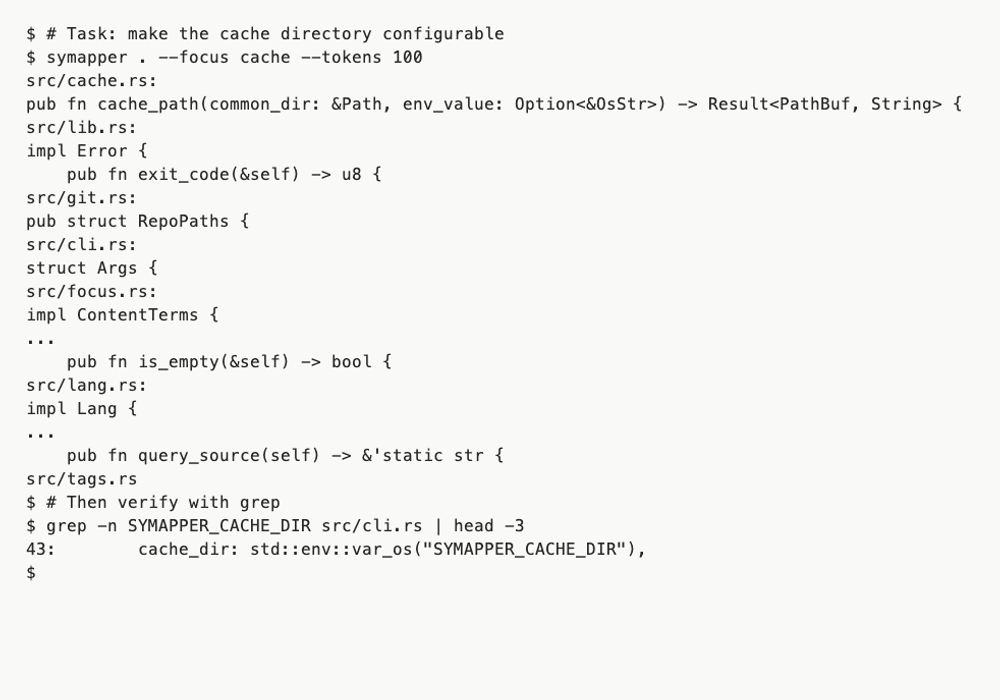 $ # Task: make the cache directory configurable
$ symapper . --focus cache --tokens 100
src/cache.rs:
pub fn cache_path(common_dir: &Path, env_value: Option<&OsStr>) -> Result<PathBuf, String> {
src/lib.rs:
impl Error {
    pub fn exit_code(&self) -> u8 {
src/git.rs:
pub struct RepoPaths {
src/cli.rs:
struct Args {
src/focus.rs:
impl ContentTerms {
...
    pub fn is_empty(&self) -> bool {
src/lang.rs:
impl Lang {
...
    pub fn query_source(self) -> &'static str {
src/tags.rs
$ # Then verify with grep
$ grep -n SYMAPPER_CACHE_DIR src/cli.rs | head -3
43:        cache_dir: std::env::var_os("SYMAPPER_CACHE_DIR"),
$